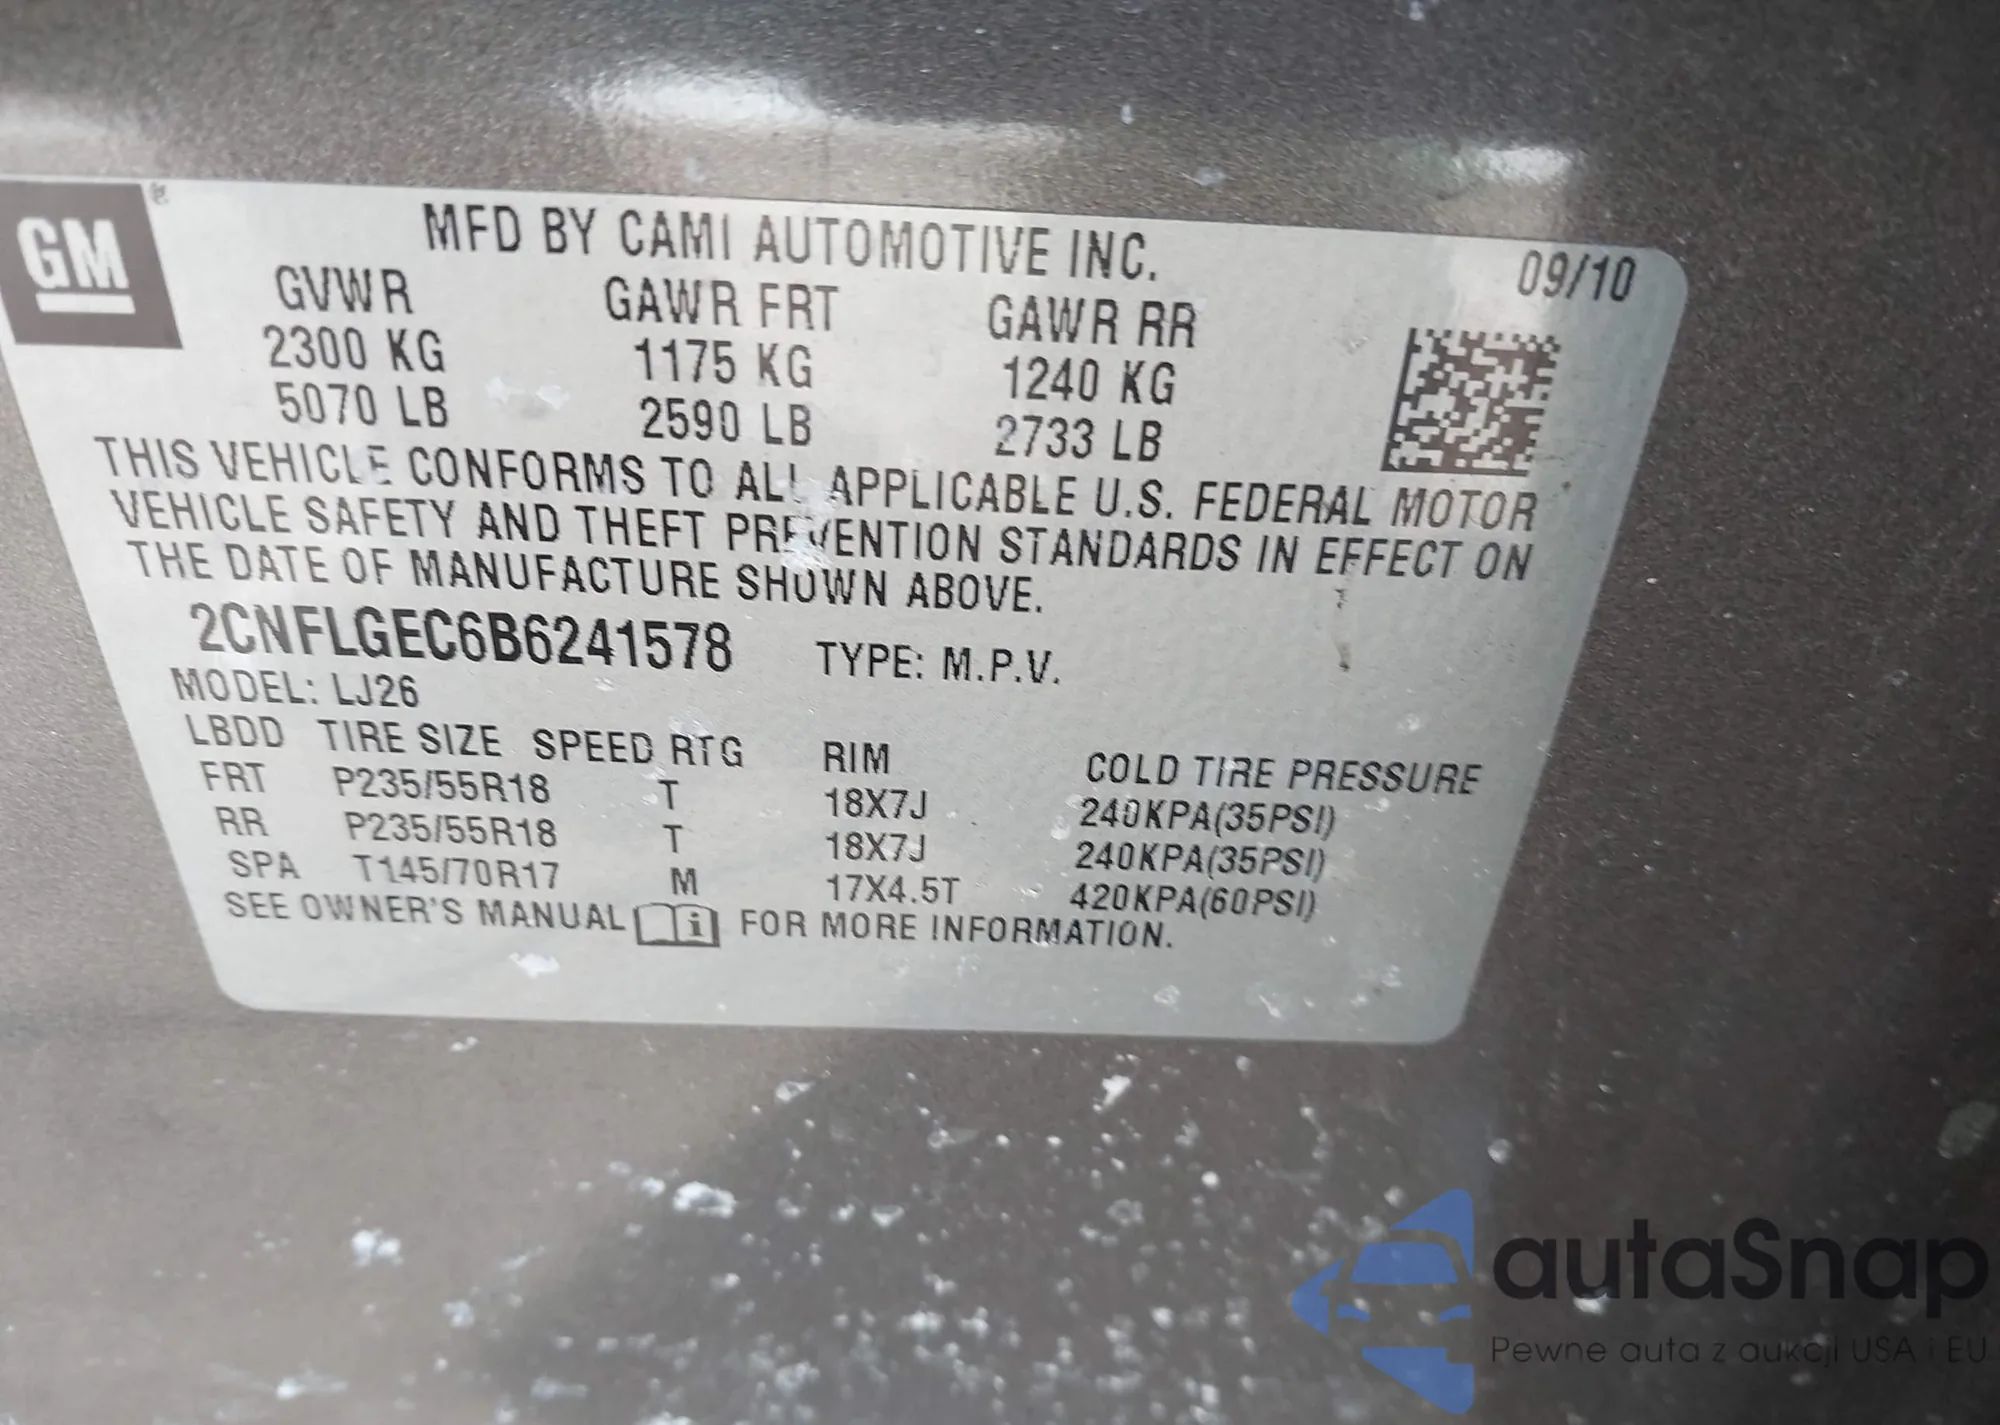 GM ®
MFD BY CAMI AUTOMOTIVE INC. 09/10
GVWR GAWR FRT GAWR RR
2300 KG 1175 KG 1240 KG
5070 LB 2590 LB 2733 LB
THIS VEHICLE CONFORMS TO ALL APPLICABLE U.S. FEDERAL MOTOR
VEHICLE SAFETY AND THEFT PREVENTION STANDARDS IN EFFECT ON
THE DATE OF MANUFACTURE SHOWN ABOVE.
2CNFLGEC6B6241578 TYPE: M.P.V.
MODEL: LJ26
LBDD TIRE SIZE SPEED RTG RIM COLD TIRE PRESSURE
FRT P235/55R18 T 18X7J 240KPA(35PSI)
RR P235/55R18 T 18X7J 240KPA(35PSI)
SPA T145/70R17 M 17X4.5T 420KPA(60PSI)
SEE OWNER'S MANUAL i FOR MORE INFORMATION.
autaSnap
Pewne auta z aukcji USA i EU